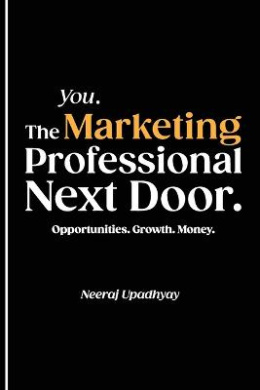 you.
The Marketing
Professional
Next Door.
Opportunities. Growth. Money.
Neeraj Upadhyay